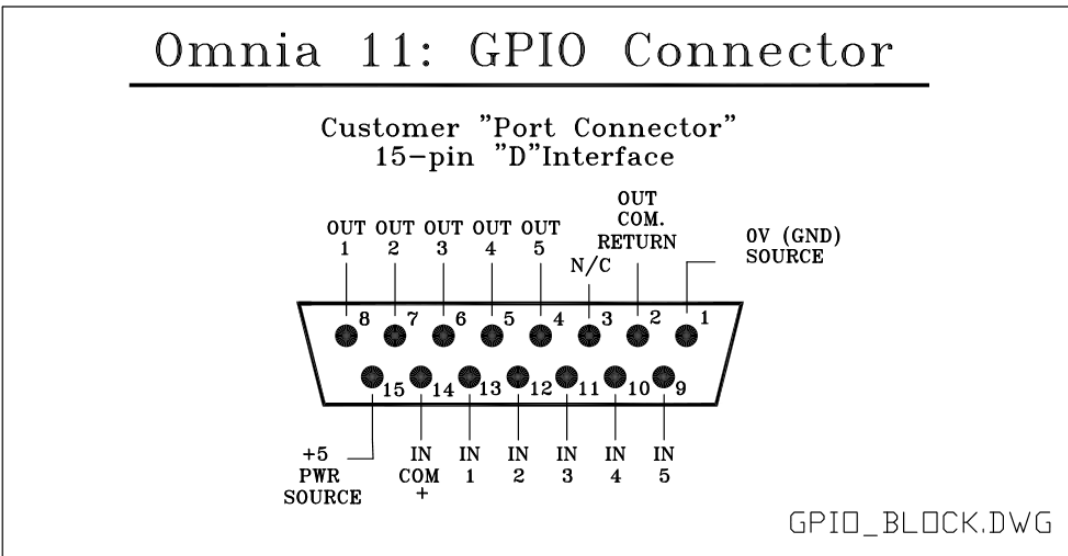 Omnia 11: GPIO Connector
Customer "Port Connector"
15-pin "D"Interface
OUT 1
OUT 2
OUT 3
OUT 4
OUT 5
N/C
OUT COM. RETURN
0V (GND) SOURCE
8 7 6 5 4 3 2 1
15 14 13 12 11 10 9
+5 PWR SOURCE
IN COM +
IN 1
IN 2
IN 3
IN 4
IN 5
GPIO_BLOCK.DWG